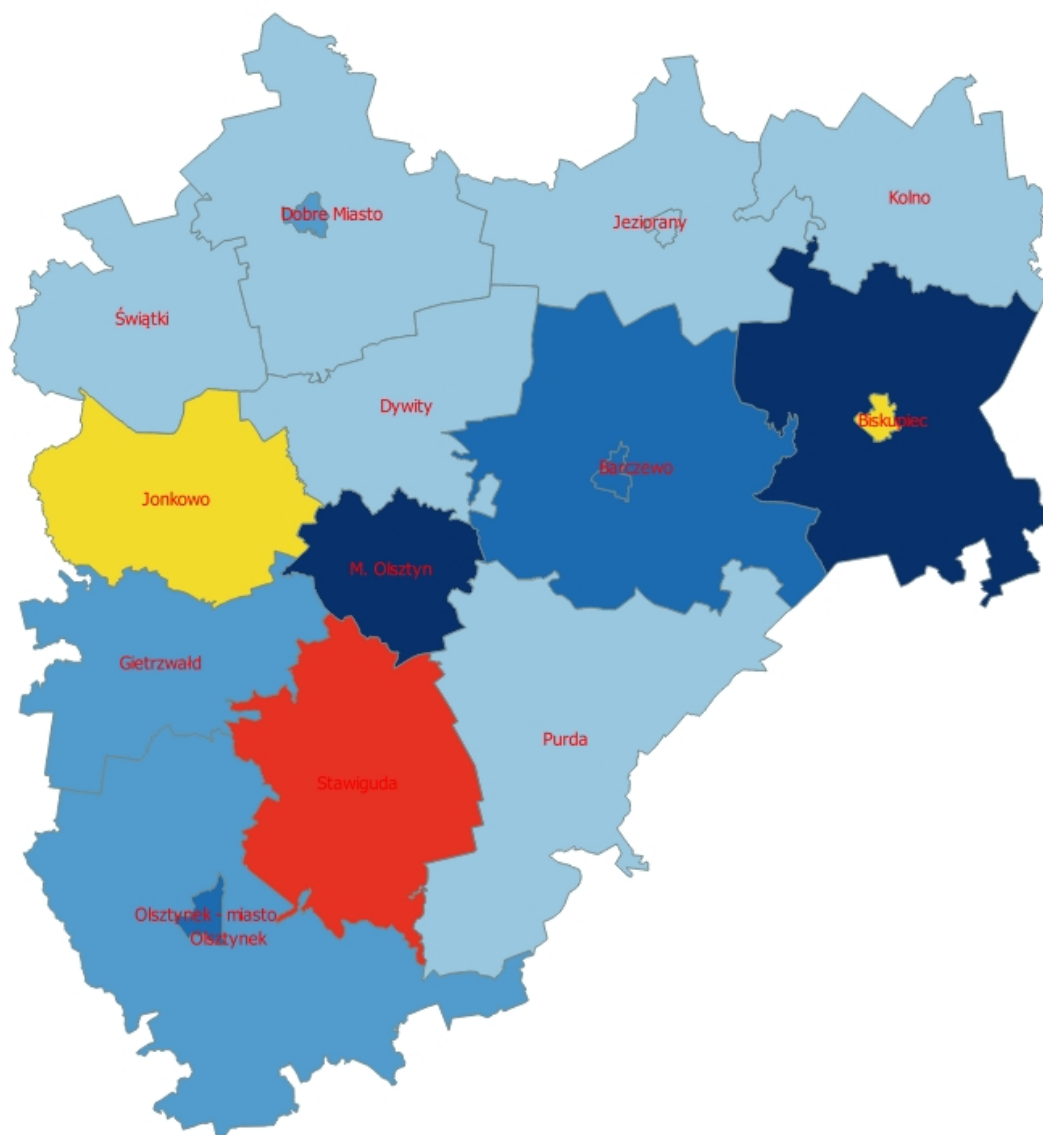 Kolno
Dobre Miasto
Jeziorany
Świątki
Dywity
Biskupiec
Barczewo
Jonkowo
M. Olsztyn
Gietrzwałd
Purda
Stawiguda
Olsztynek - miasto
Olsztynek